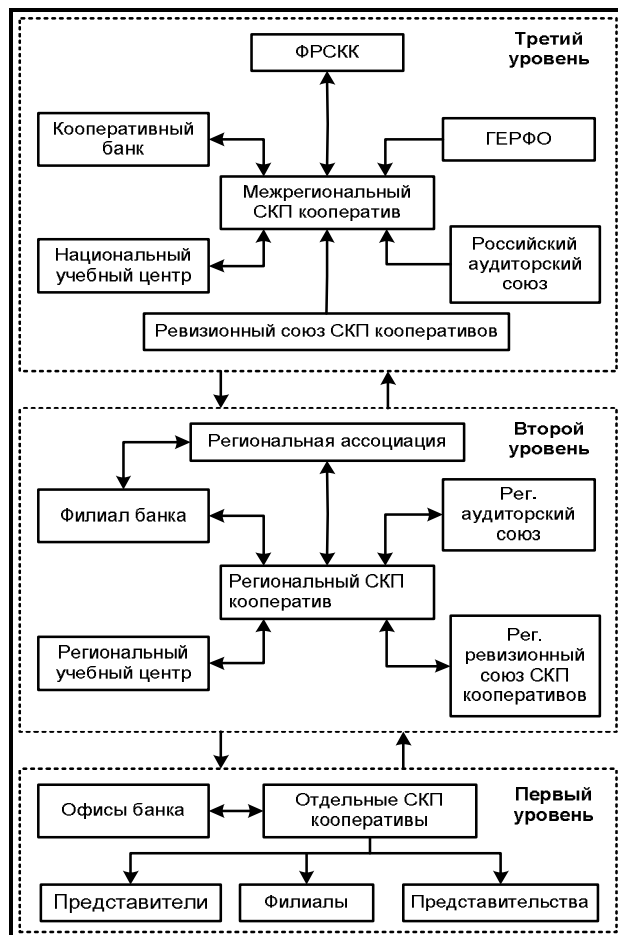 Третий
уровень
ФРСКК
Кооперативный
банк
ГЕРФО
Межрегиональный
СКП кооператив
Национальный
учебный центр
Российский
аудиторский
союз
Ревизионный союз СКП кооперативов
Второй
уровень
Региональная ассоциация
Филиал банка
Рег.
аудиторский
союз
Региональный СКП
кооператив
Региональный
учебный центр
Рег.
ревизионный
союз СКП
кооперативов
Первый
уровень
Офисы банка
Отдельные СКП
кооперативы
Представители
Филиалы
Представительства